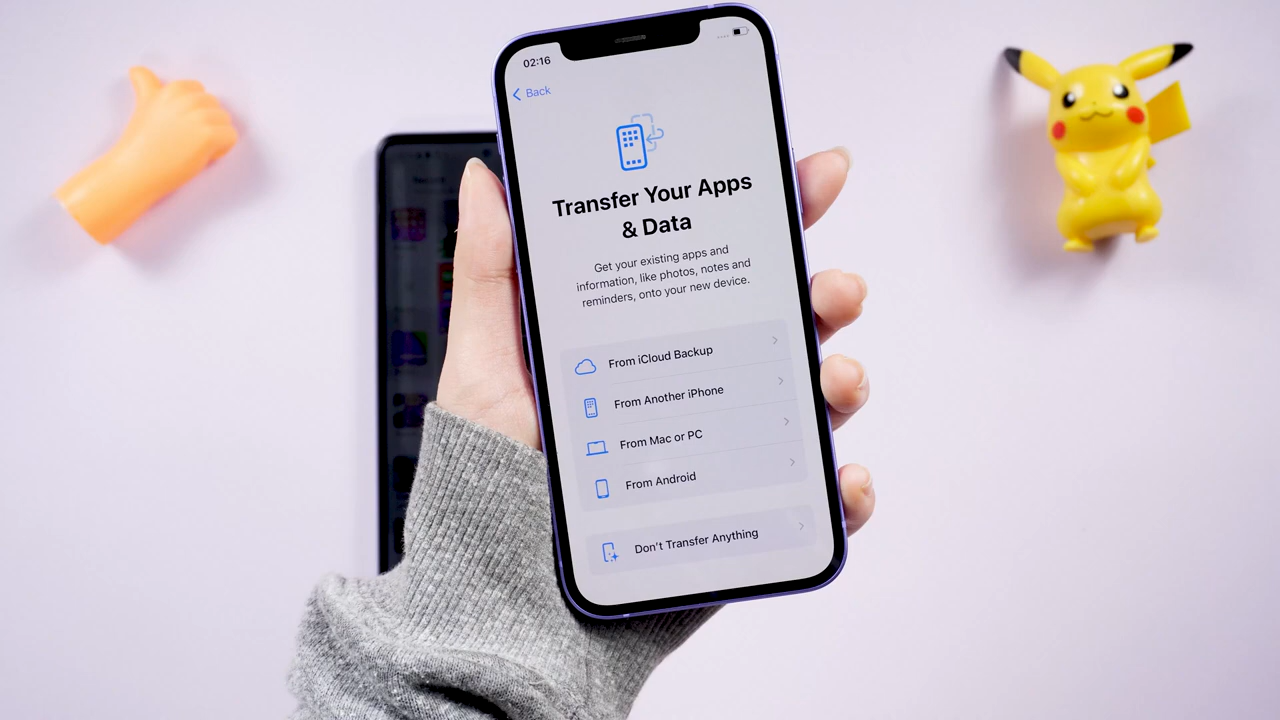 02:16
Back
Transfer Your Apps
& Data
Get your existing apps and
information, like photos, notes and
reminders, onto your new device.
From iCloud Backup
From Another iPhone
From Mac or PC
From Android
Don't Transfer Anything